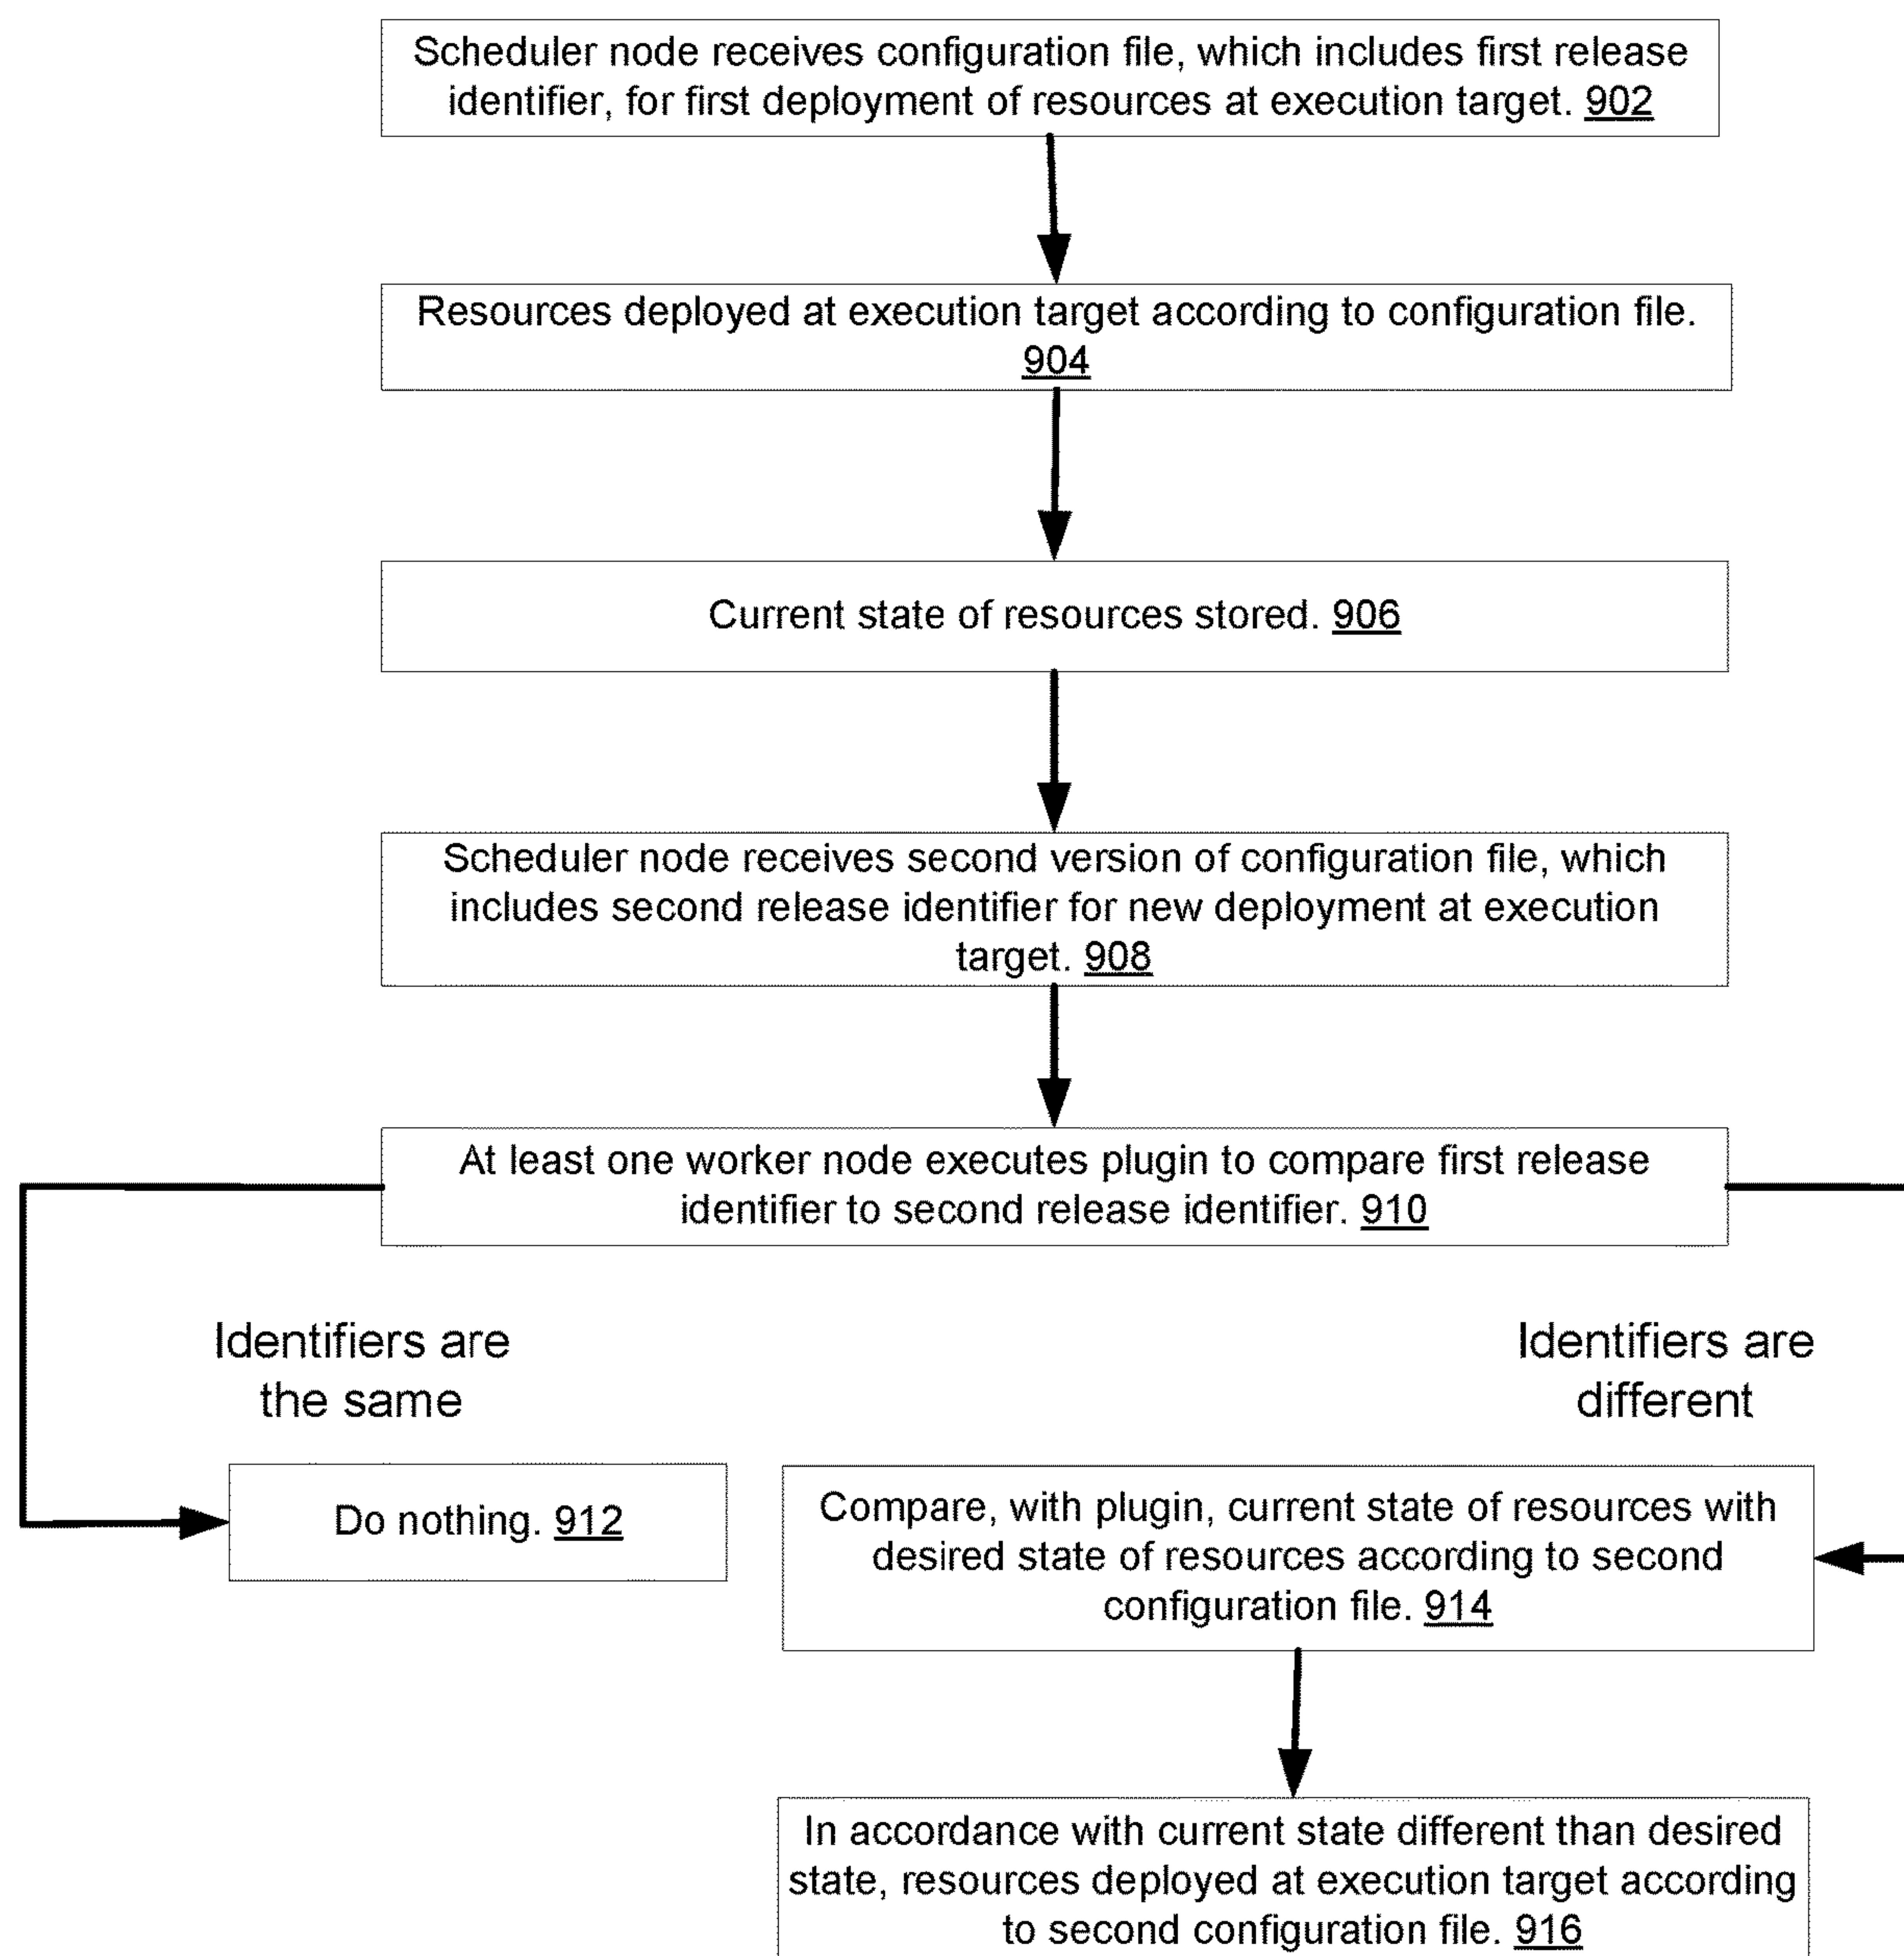 Scheduler node receives configuration file, which includes first release
identifier, for first deployment of resources at execution target. 902
Resources deployed at execution target according to configuration file.
904
Current state of resources stored. 906
Scheduler node receives second version of configuration file, which
includes second release identifier for new deployment at execution
target. 908
At least one worker node executes plugin to compare first release
identifier to second release identifier. 910
Identifiers are
the same
Identifiers are
different
Do nothing. 912
Compare, with plugin, current state of resources with
desired state of resources according to second
configuration file. 914
In accordance with current state different than desired
state, resources deployed at execution target according
to second configuration file. 916